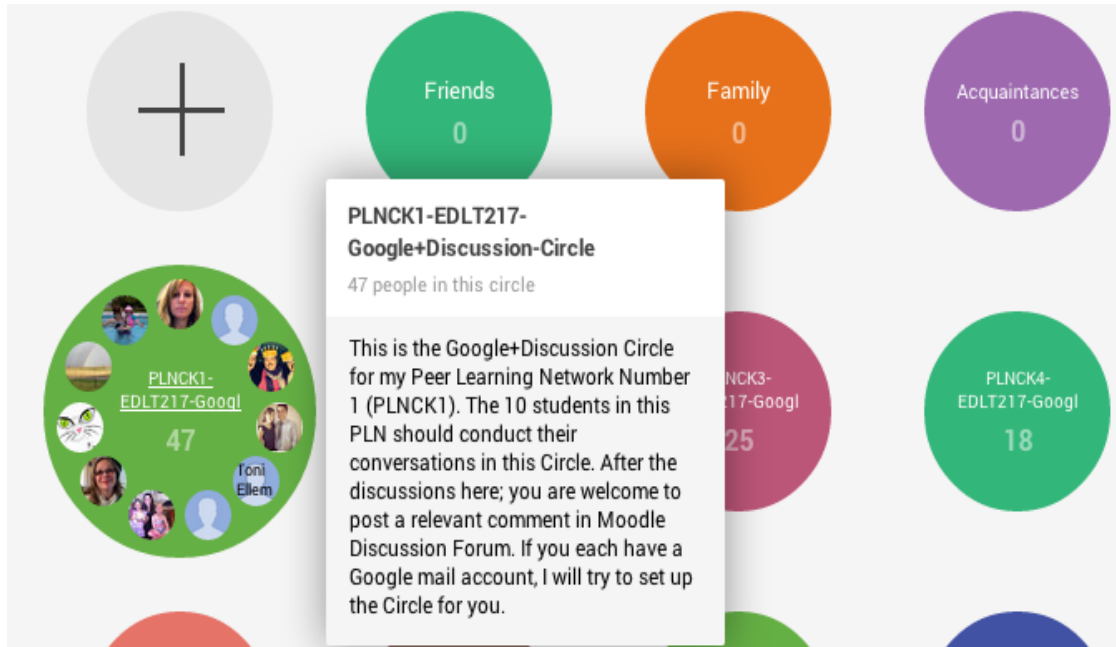 Friends
0
Family
0
Acquaintances
0
PLNCK1-EDLT217-
Google+Discussion-Circle
47 people in this circle
This is the Google+Discussion Circle
for my Peer Learning Network Number
1 (PLNCK1). The 10 students in this
PLN should conduct their
conversations in this Circle. After the
discussions here; you are welcome to
post a relevant comment in Moodle
Discussion Forum. If you each have a
Google mail account, I will try to set up
the Circle for you.
PLNCK1-
EDLT217-Googl
47
Toni
Ellem
NCK3-
17-Googl
25
PLNCK4-
EDLT217-Googl
18